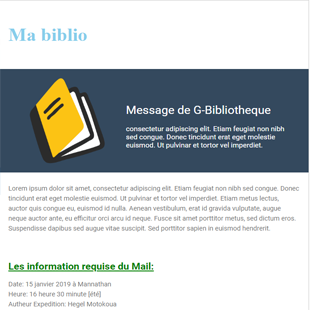 Ma biblio
Message de G-Bibliotheque
consectetur adipiscing elit. Etiam feugiat non nibh
sed congue. Donec tincidunt erat eget molestie
euismod. Ut pulvinar et tortor vel imperdiet.
Lorem ipsum dolor sit amet, consectetur adipiscing elit. Etiam feugiat non nibh sed congue. Donec
tincidunt erat eget molestie euismod. Ut pulvinar et tortor vel imperdiet. Etiam metus lectus,
auctor quis congue eu, euismod id nulla. Aenean vestibulum, erat id gravida vulputate, augue
neque auctor ante, eu efficitur orci arcu id neque. Fusce sit amet porttitor metus, sed dictum eros.
Suspendisse dapibus sed augue vitae suscipit. Sed porttitor sapien in euismod hendrerit.
Les information requise du Mail:
Date: 15 janvier 2019 à Mannathan
Heure: 16 heure 30 minute [été]
Autheur Expedition: Hegel Motokoua